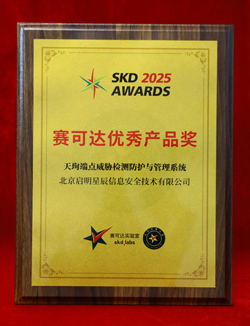 SKD 2025
AWARDS
赛可达优秀产品奖
天珣端点威胁检测防护与管理系统
北京启明星辰信息安全技术有限公司
赛可达实验室
skd labs